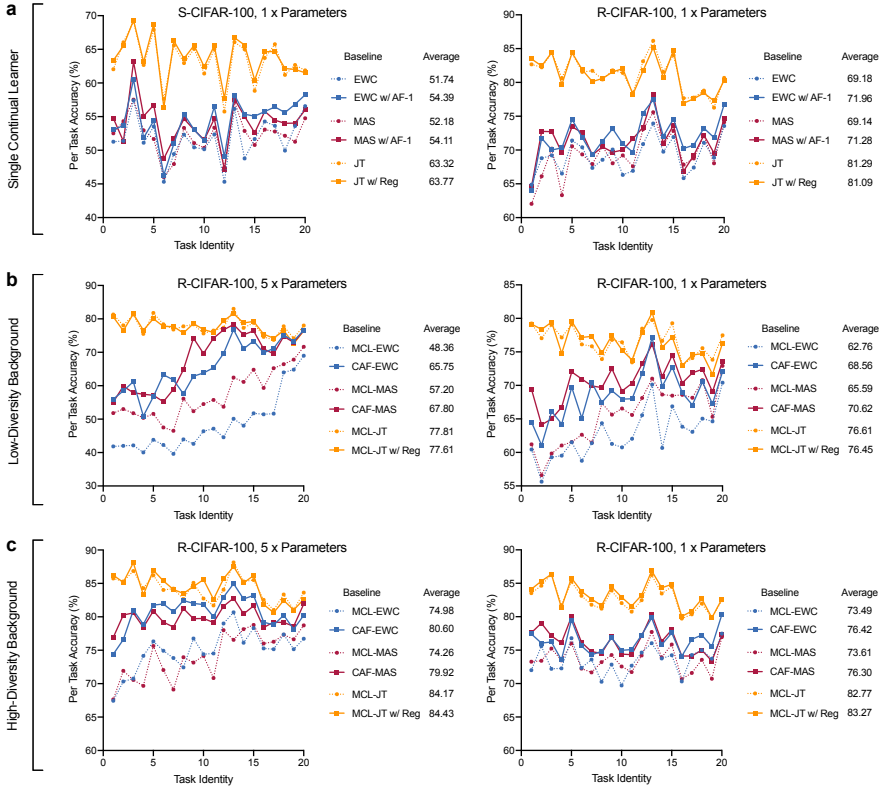 a
Single Continual Learner
S-CIFAR-100, 1 x Parameters
Per Task Accuracy (%)
70
65
60
55
50
45
40
0 5 10 15 20
Task Identity
Baseline Average
EWC 51.74
EWC w/ AF-1 54.39
MAS 52.18
MAS w/ AF-1 54.11
JT 63.32
JT w/ Reg 63.77
R-CIFAR-100, 1 x Parameters
Per Task Accuracy (%)
90
85
80
75
70
65
60
0 5 10 15 20
Task Identity
Baseline Average
EWC 69.18
EWC w/ AF-1 71.96
MAS 69.14
MAS w/ AF-1 71.28
JT 81.29
JT w/ Reg 81.09
b
Low-Diversity Background
R-CIFAR-100, 5 x Parameters
Per Task Accuracy (%)
90
80
70
60
50
40
30
0 5 10 15 20
Task Identity
Baseline Average
MCL-EWC 48.36
CAF-EWC 65.75
MCL-MAS 57.20
CAF-MAS 67.80
MCL-JT 77.81
MCL-JT w/ Reg 77.61
R-CIFAR-100, 1 x Parameters
Per Task Accuracy (%)
85
80
75
70
65
60
55
0 5 10 15 20
Task Identity
Baseline Average
MCL-EWC 62.76
CAF-EWC 68.56
MCL-MAS 65.59
CAF-MAS 70.62
MCL-JT 76.61
MCL-JT w/ Reg 76.45
c
High-Diversity Background
R-CIFAR-100, 5 x Parameters
Per Task Accuracy (%)
90
85
80
75
70
65
60
0 5 10 15 20
Task Identity
Baseline Average
MCL-EWC 74.98
CAF-EWC 80.60
MCL-MAS 74.26
CAF-MAS 79.92
MCL-JT 84.17
MCL-JT w/ Reg 84.43
R-CIFAR-100, 1 x Parameters
Per Task Accuracy (%)
90
85
80
75
70
65
60
0 5 10 15 20
Task Identity
Baseline Average
MCL-EWC 73.49
CAF-EWC 76.42
MCL-MAS 73.61
CAF-MAS 76.30
MCL-JT 82.77
MCL-JT w/ Reg 83.27